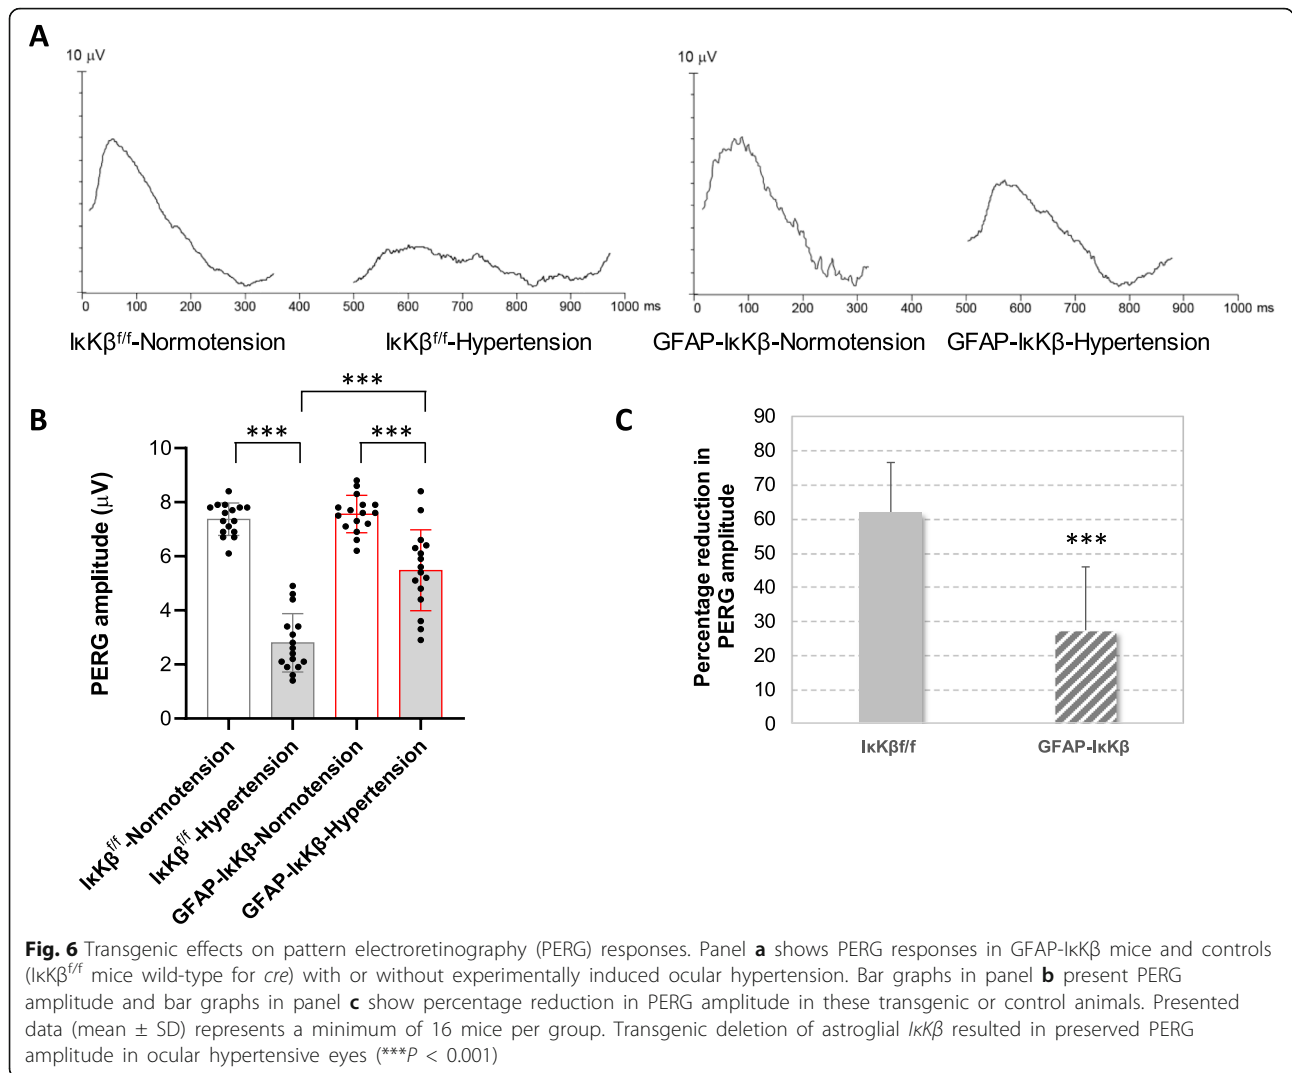 A
10 μV
0 100 200 300 400 500 600 700 800 900 1000 ms
IκKβf/f-Normotension
IκKβf/f-Hypertension
10 μV
0 100 200 300 400 500 600 700 800 900 1000 ms
GFAP-IκKβ-Normotension
GFAP-IκKβ-Hypertension
B
***
***
***
10
8
6
4
2
0
PERG amplitude (μV)
IκKβf/f-Normotension
IκKβf/f-Hypertension
GFAP-IκKβ-Normotension
GFAP-IκKβ-Hypertension
C
90
80
70
60
50
40
30
20
10
0
Percentage reduction in
PERG amplitude
***
IκKβf/f
GFAP-IκKβ
Fig. 6 Transgenic effects on pattern electroretinography (PERG) responses. Panel a shows PERG responses in GFAP-IκKβ mice and controls
(IκKβf/f mice wild-type for cre) with or without experimentally induced ocular hypertension. Bar graphs in panel b present PERG
amplitude and bar graphs in panel c show percentage reduction in PERG amplitude in these transgenic or control animals. Presented
data (mean ± SD) represents a minimum of 16 mice per group. Transgenic deletion of astroglial IκKβ resulted in preserved PERG
amplitude in ocular hypertensive eyes (***P < 0.001)